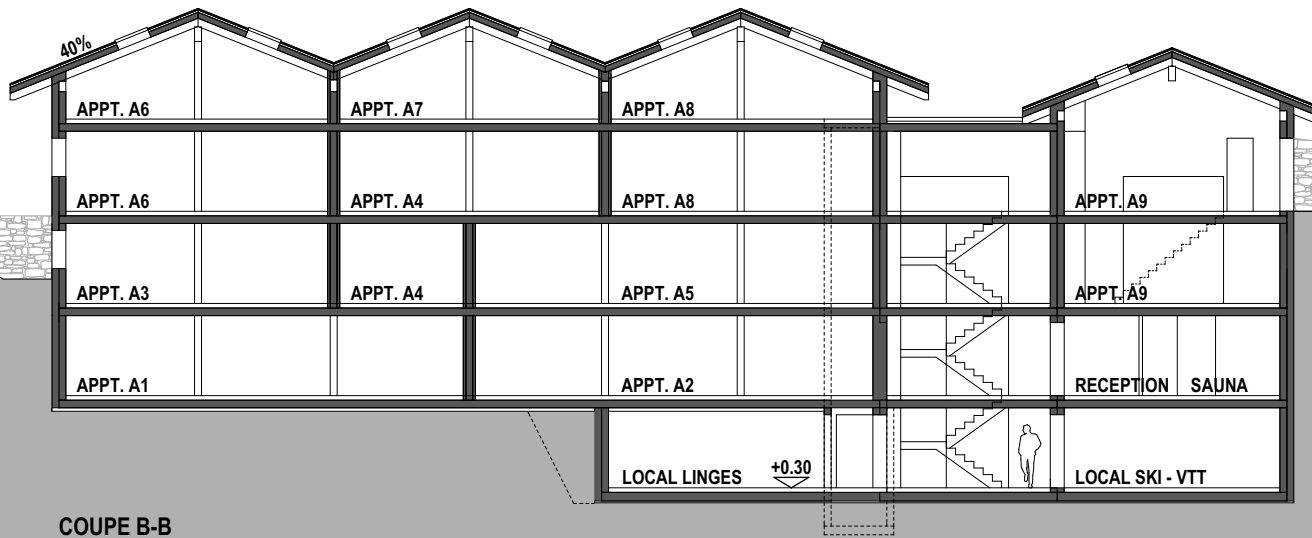 40%
APPT. A6
APPT. A7
APPT. A8
APPT. A6
APPT. A4
APPT. A8
APPT. A9
APPT. A3
APPT. A4
APPT. A5
APPT. A9
APPT. A1
APPT. A2
RECEPTION
SAUNA
LOCAL LINGES
+0.30
LOCAL SKI - VTT
COUPE B-B